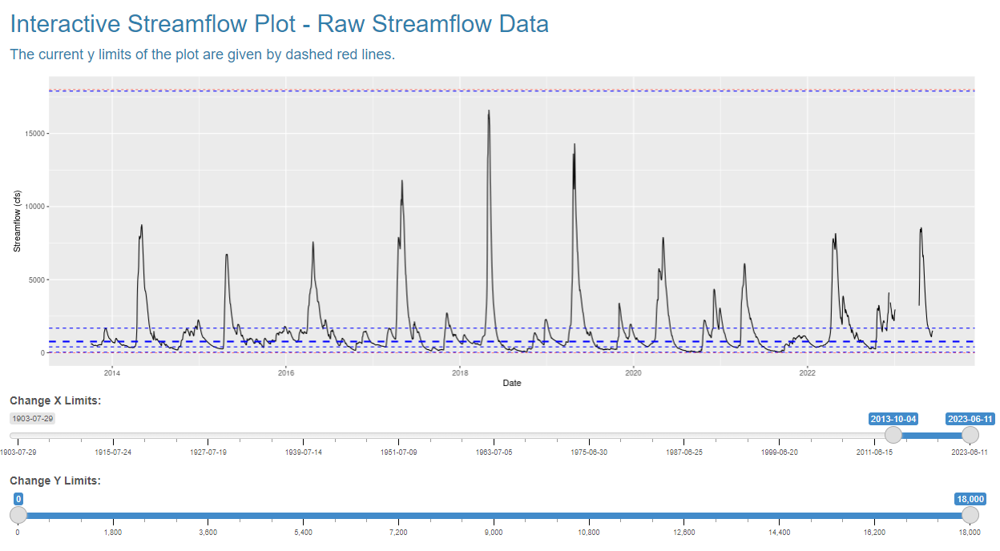 Interactive Streamflow Plot - Raw Streamflow Data
The current y limits of the plot are given by dashed red lines.
15000
10000
5000
0
Streamflow (cfs)
2014 2016 2018 2020 2022
Date
Change X Limits:
1903-07-29 2013-10-04 2023-06-11
1903-07-29 1915-07-24 1927-07-19 1939-07-14 1951-07-09 1963-07-05 1975-06-30 1987-06-25 1999-06-20 2011-06-15 2023-06-11
Change Y Limits:
0 18,000
0 1,800 3,600 5,400 7,200 9,000 10,800 12,600 14,400 16,200 18,000